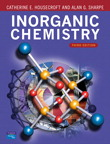 CATHERINE E. HOUSECROFT AND ALAN G. SHARPE
INORGANIC
CHEMISTRY
THIRD EDITION